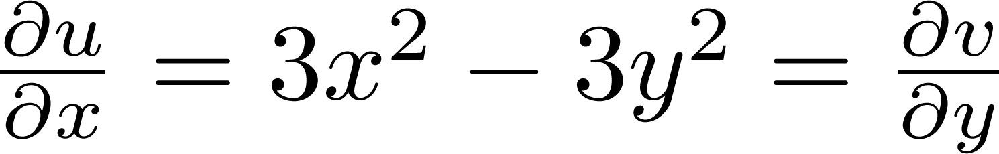 ∂u/∂x = 3x² − 3y² = ∂v/∂y